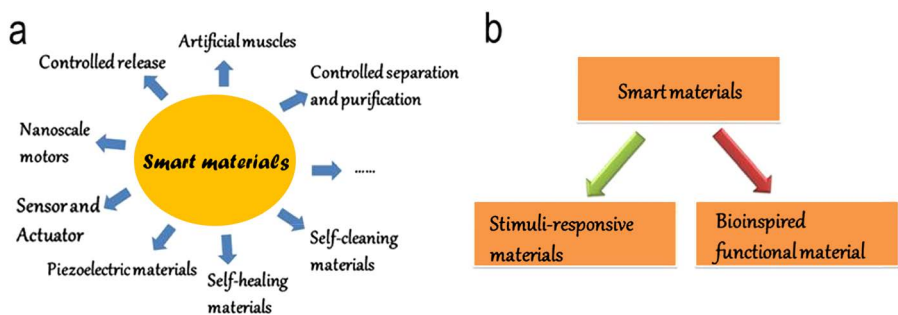 a
Artificial muscles
Controlled release
Controlled separation
and purification
Nanoscale
motors
Smart materials
......
Sensor and
Actuator
Self-cleaning
materials
Piezoelectric materials
Self-healing
materials
b
Smart materials
Stimuli-responsive
materials
Bioinspired
functional material